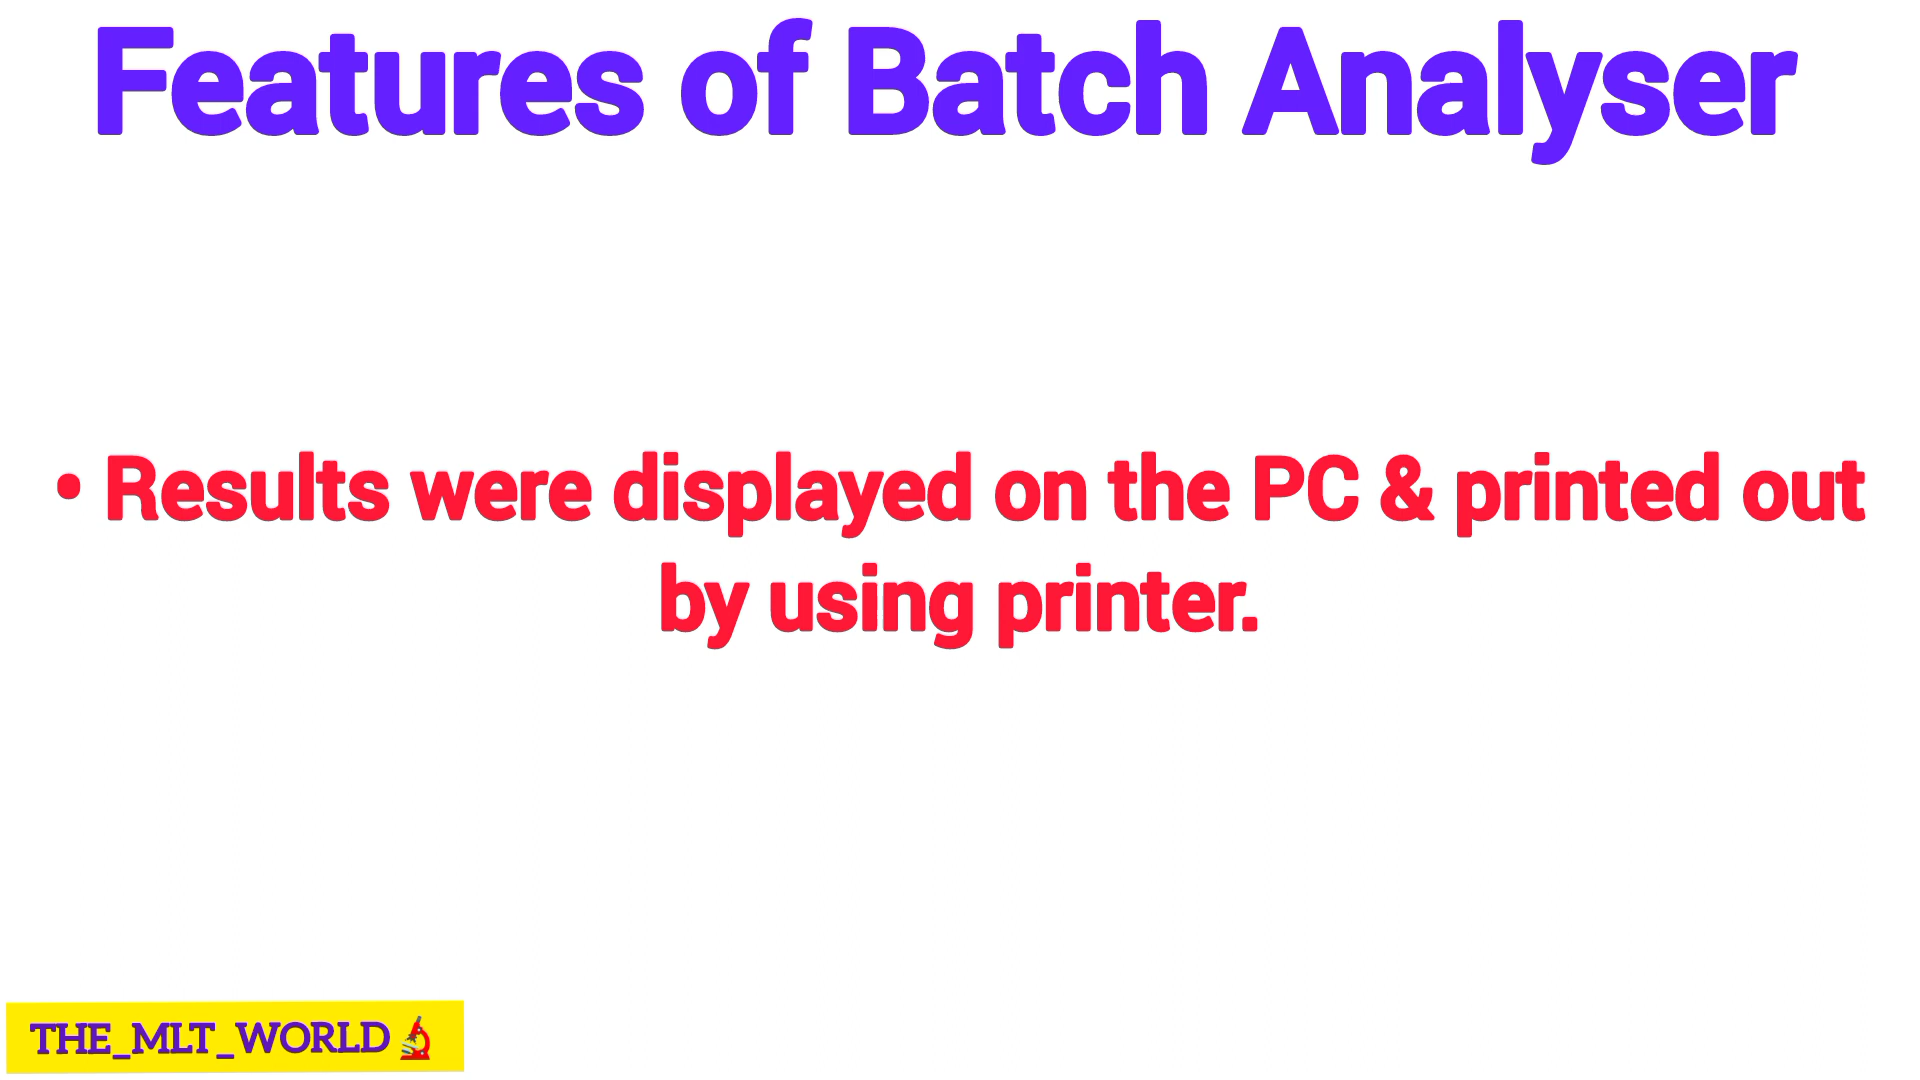 Features of Batch Analyser
• Results were displayed on the PC & printed out
by using printer.
THE_MLT_WORLD🔬